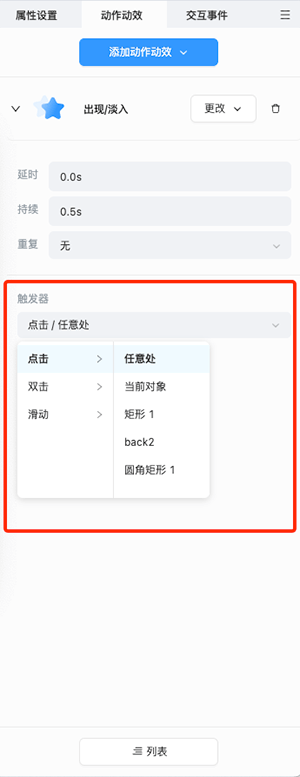 属性设置 动作动效 交互事件
添加动作动效
出现/淡入 更改
延时 0.0s
持续 0.5s
重复 无
触发器
点击 / 任意处
点击 任意处
双击 当前对象
滑动 矩形 1
back2
圆角矩形 1
列表